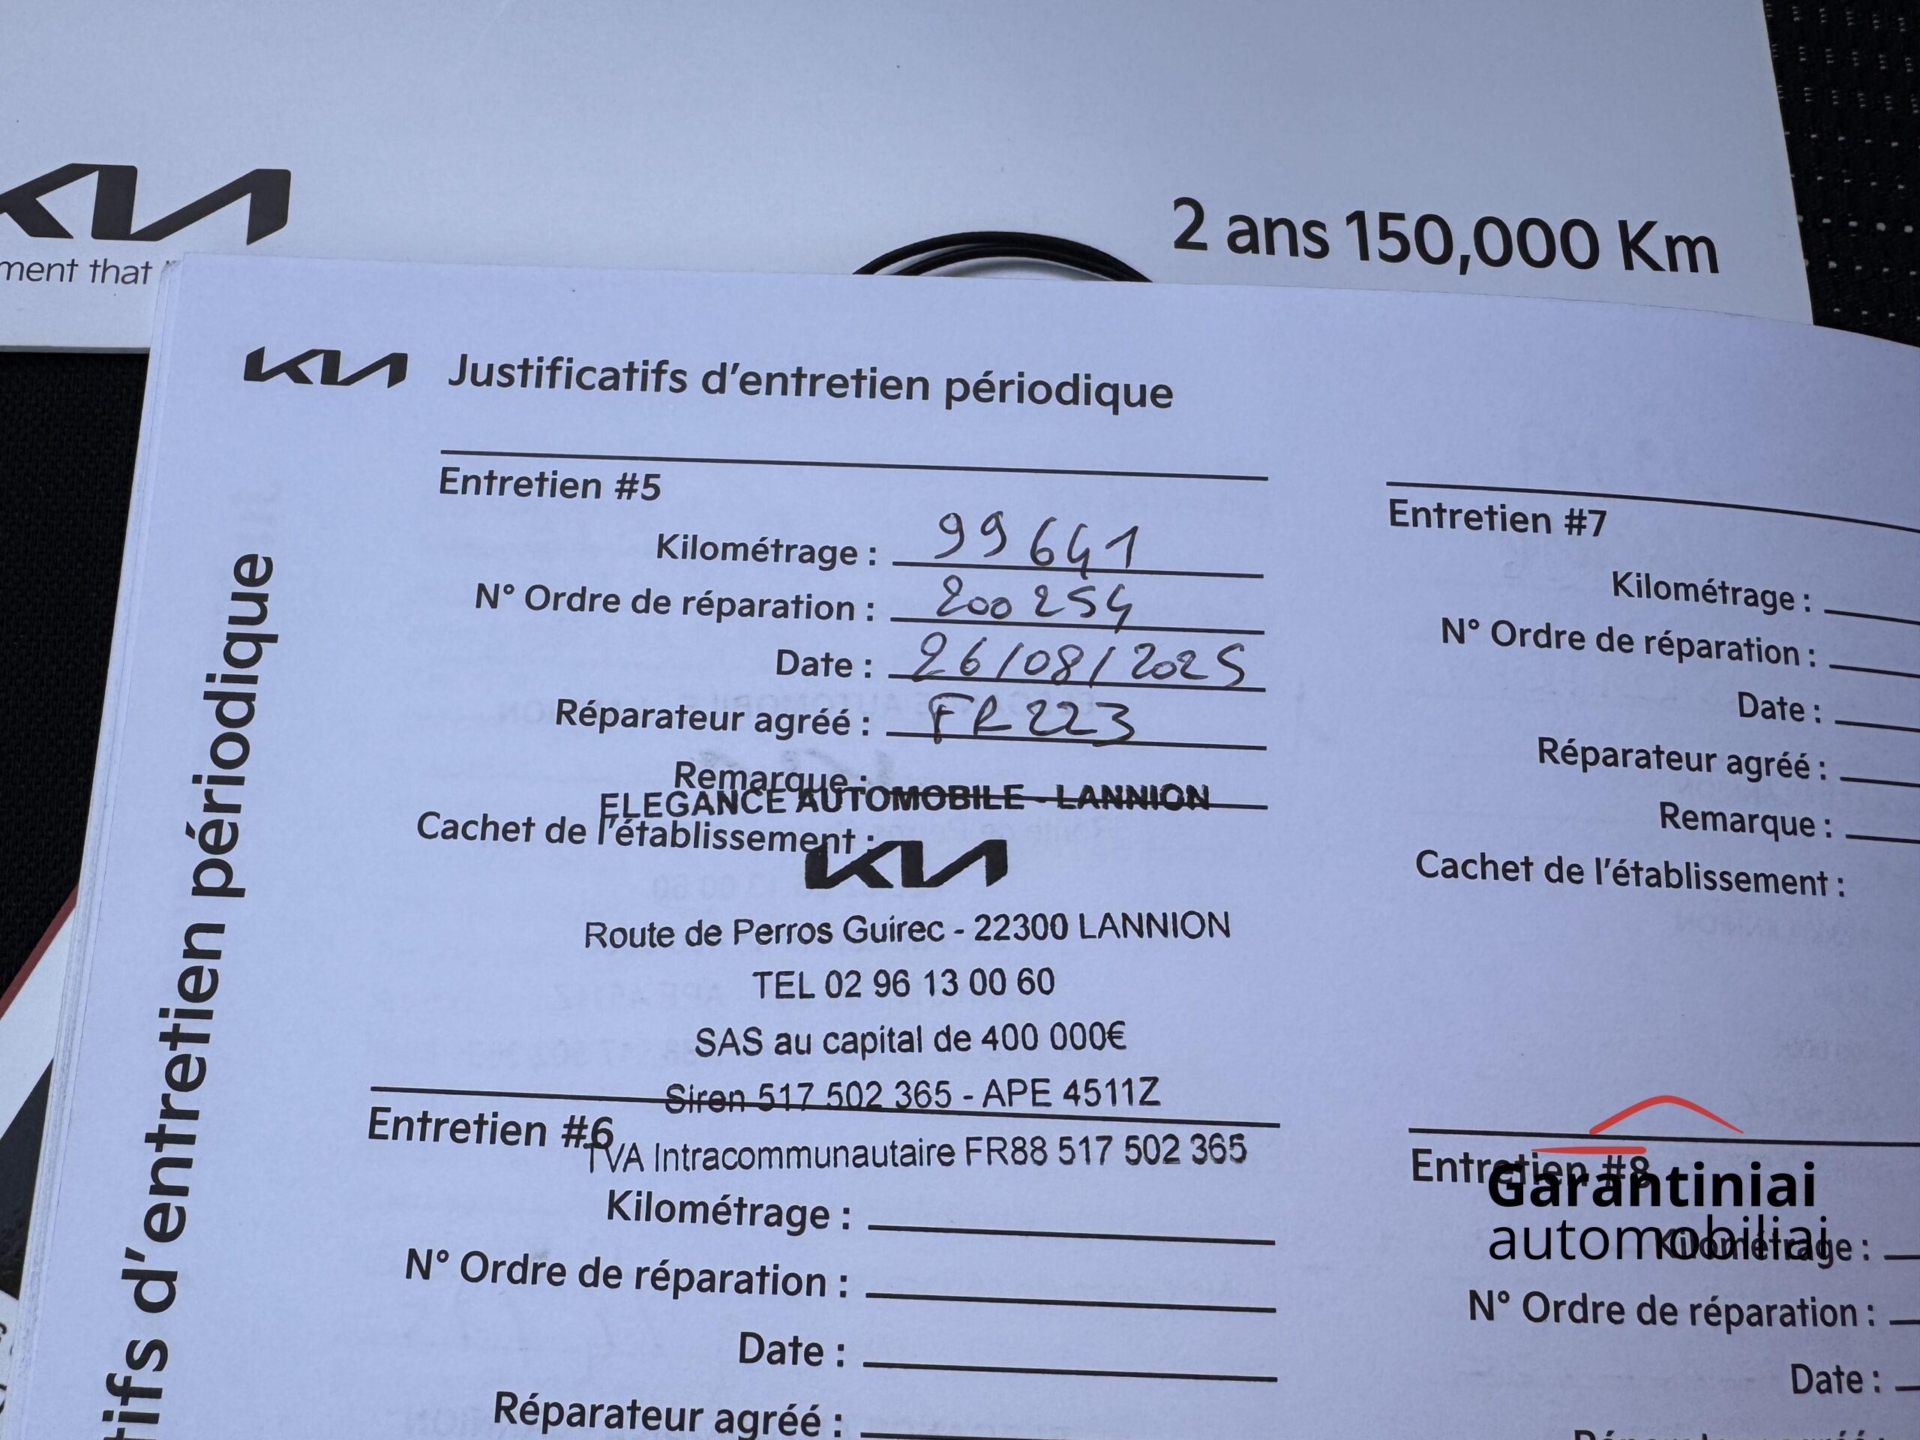 KIA
ment that
2 ans 150,000 Km
KIA Justificatifs d'entretien périodique
Entretien #5
Kilométrage : 99641
N° Ordre de réparation : 200254
Date : 26/08/2025
Réparateur agréé : FR223
Remarque :
ELEGANCE AUTOMOBILE - LANNION
Cachet de l'établissement :
KIA
Route de Perros Guirec - 22300 LANNION
TEL 02 96 13 00 60
SAS au capital de 400 000€
Siren 517 502 365 - APE 4511Z
TVA Intracommunautaire FR88 517 502 365
Entretien #6
Kilométrage :
N° Ordre de réparation :
Date :
Réparateur agréé :
Entretien #7
Kilométrage :
N° Ordre de réparation :
Date :
Réparateur agréé :
Remarque :
Cachet de l'établissement :
Entretien #8
Kilométrage :
N° Ordre de réparation :
Date :
tifs d'entretien périodique
Garantiniai
automobiliai